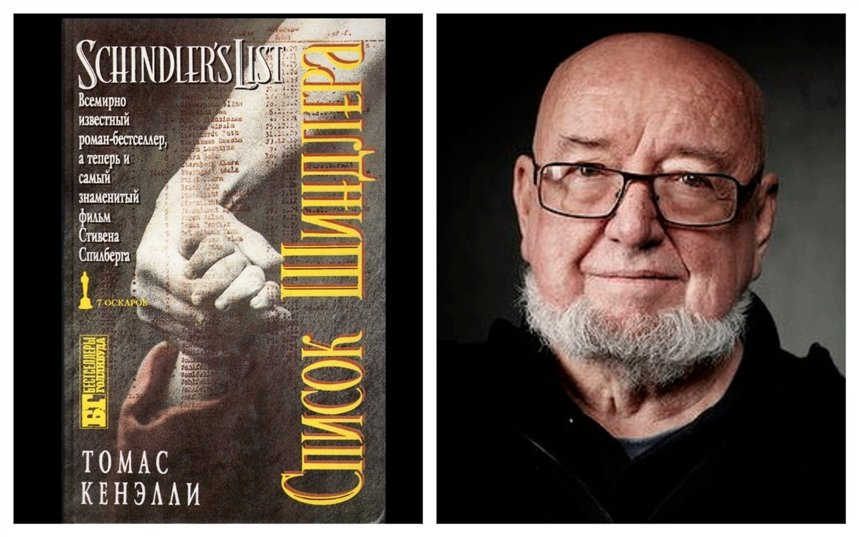 SCHINDLER'S LIST
Всемирно
известный
роман-бестселлер,
а теперь и
самый
знаменитый
фильм
Стивена
Спилберга
7 ОСКАРОВ
БГ
БЕСТСЕЛЛЕРЫ
ГОЛЛИВУДА
ТОМАС
КЕНЭЛЛИ
СПИСОК ШИНДЛЕРА